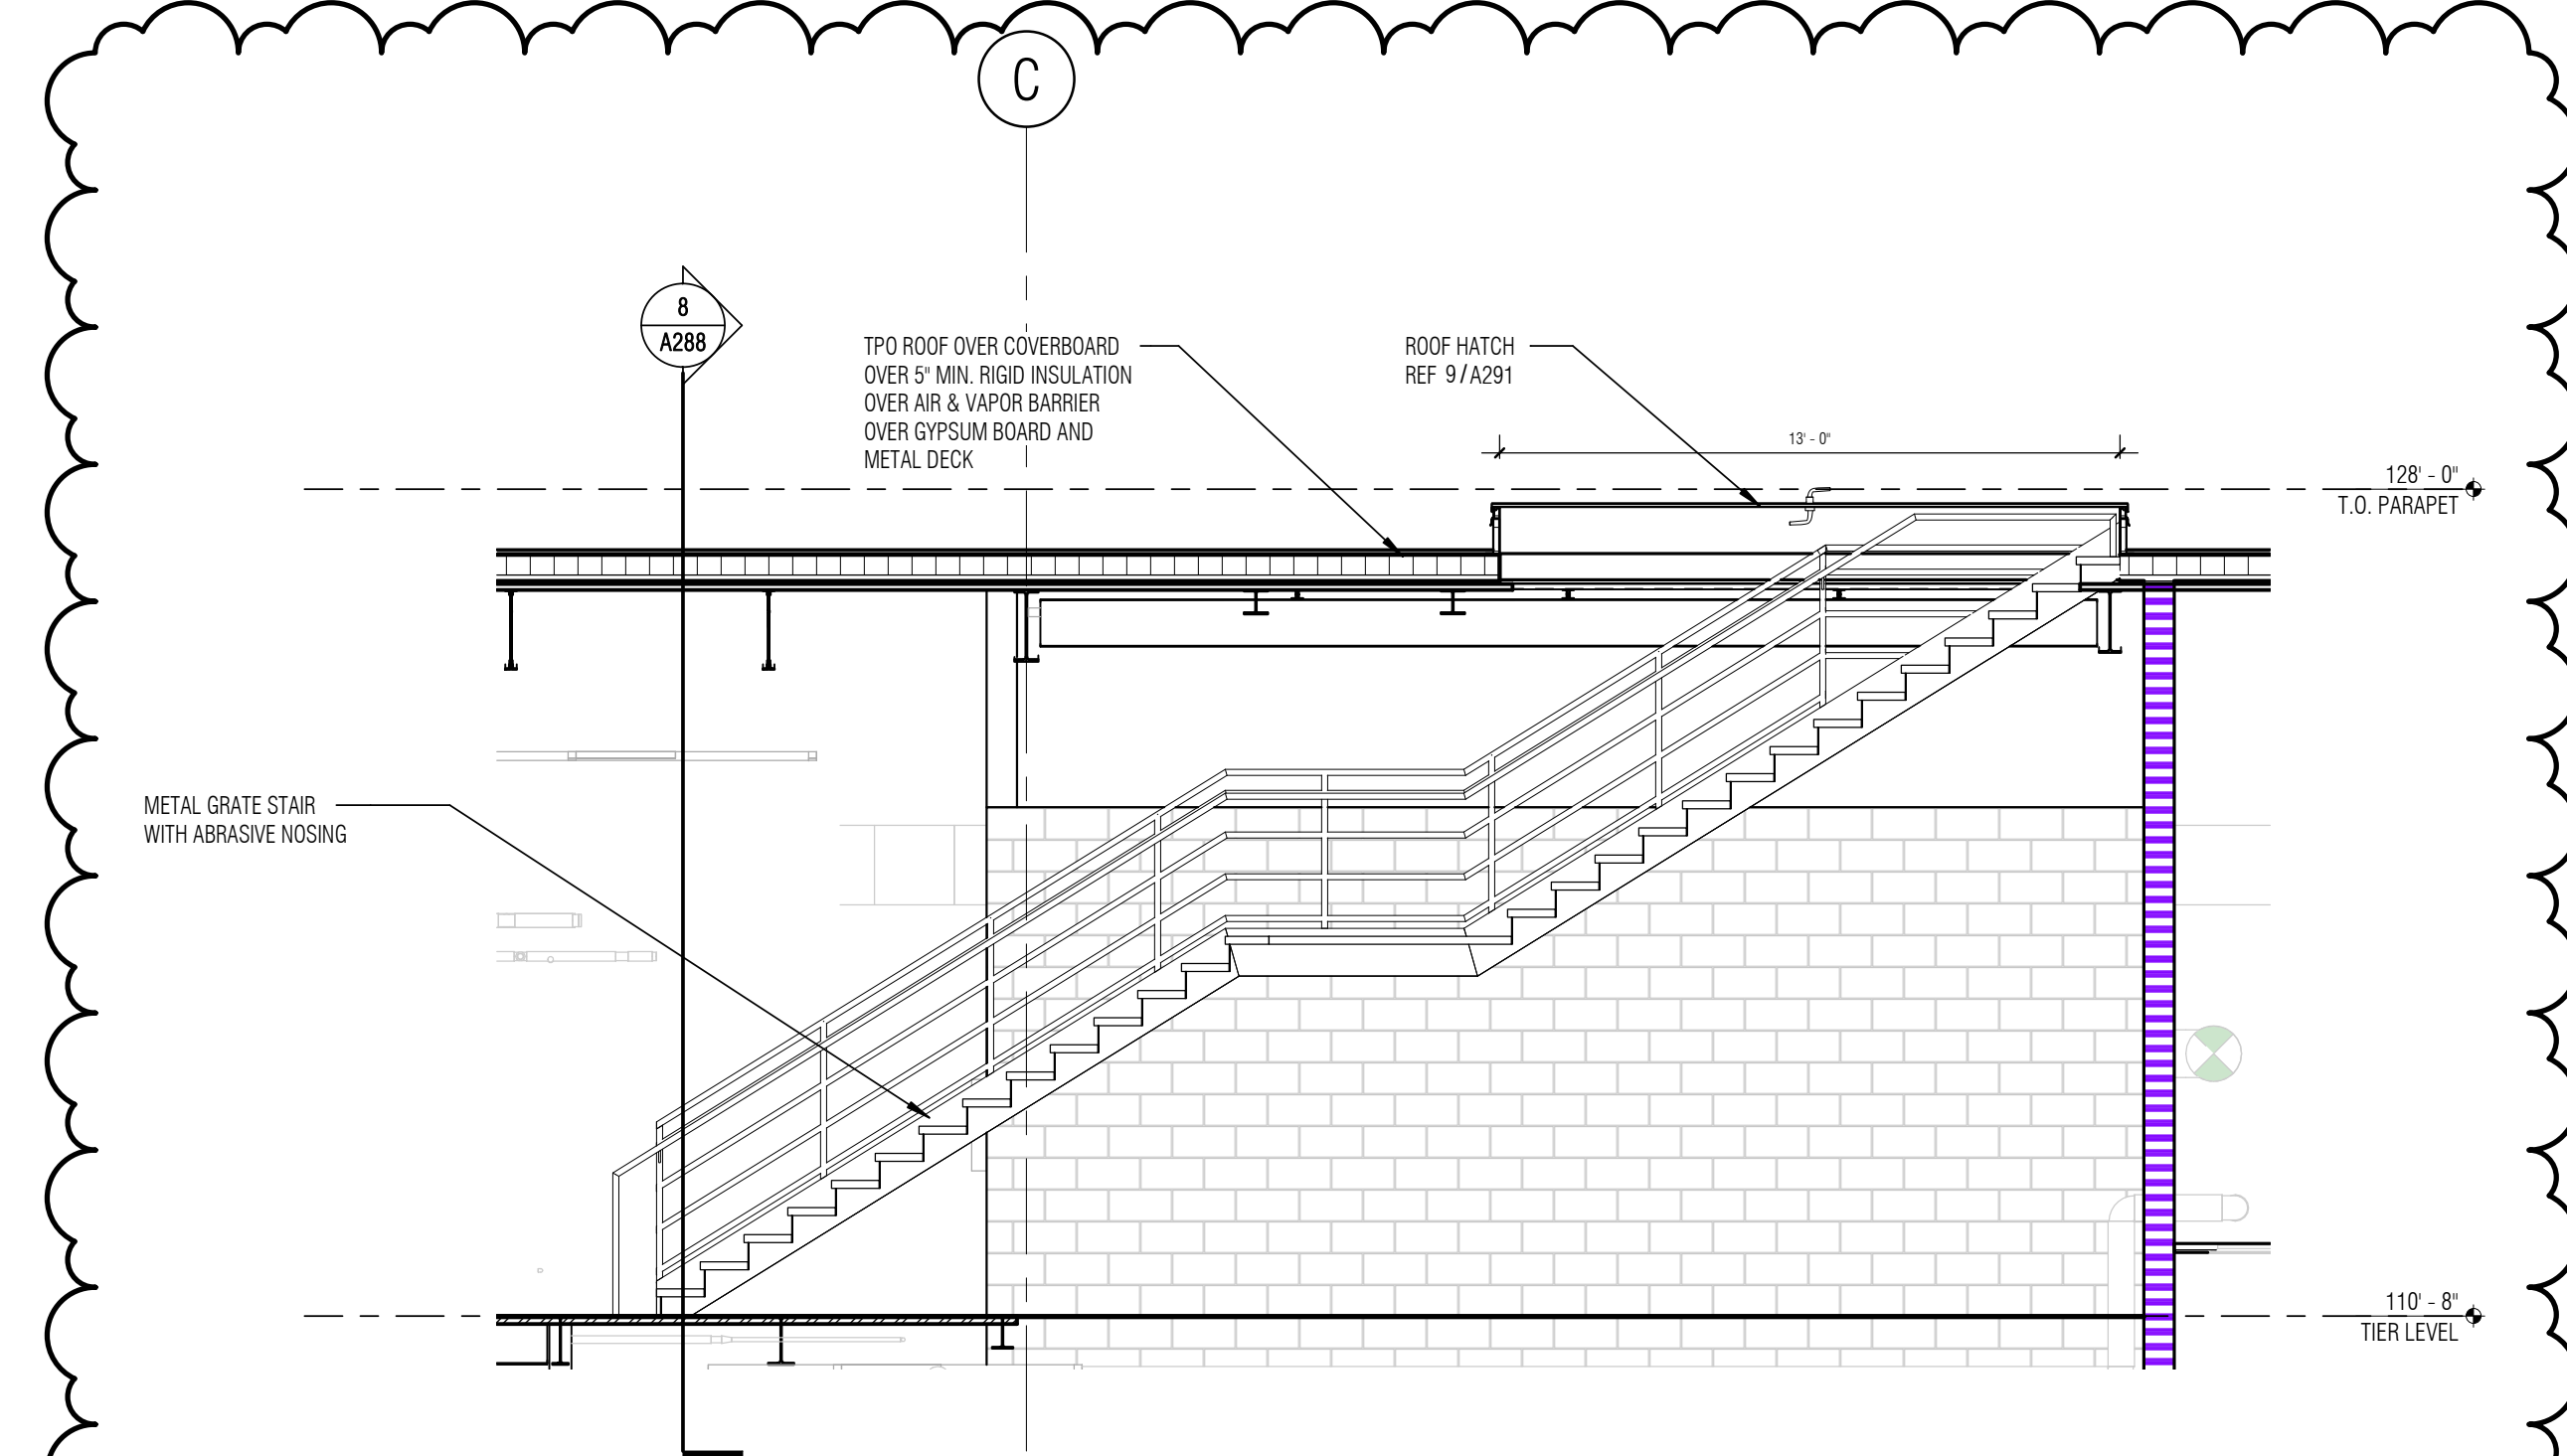 C
8
A288
TPO ROOF OVER COVERBOARD
OVER 5" MIN. RIGID INSULATION
OVER AIR & VAPOR BARRIER
OVER GYPSUM BOARD AND
METAL DECK
ROOF HATCH
REF 9/A291
13' - 0"
128' - 0"
T.O. PARAPET
METAL GRATE STAIR
WITH ABRASIVE NOSING
110' - 8"
TIER LEVEL